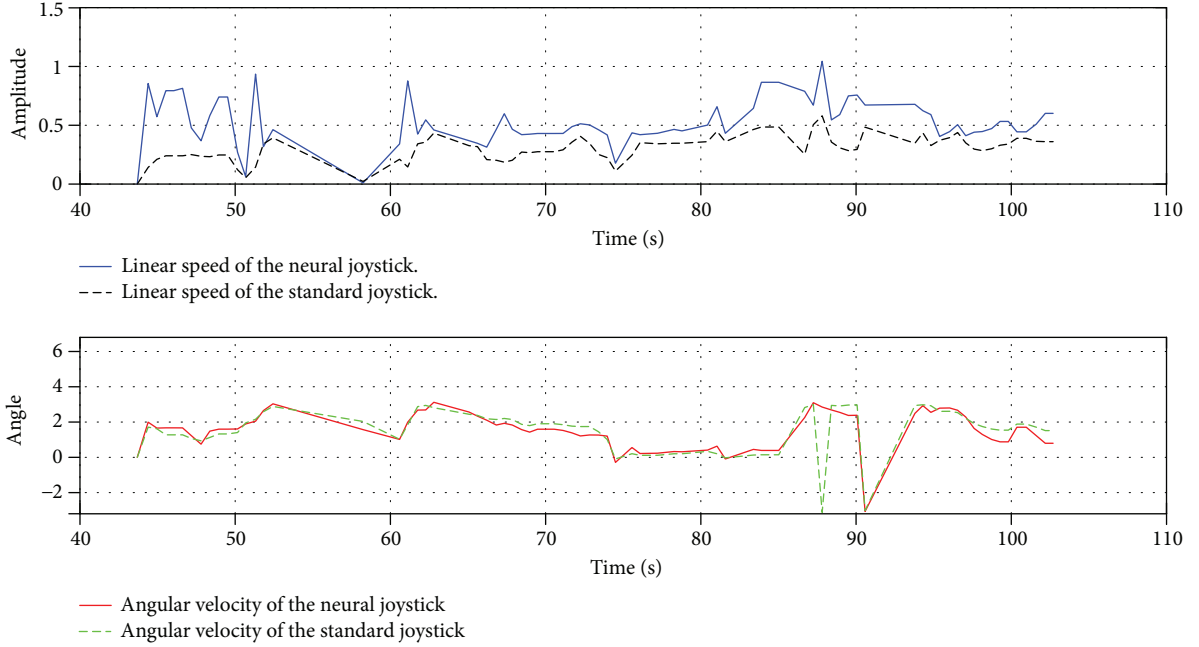 1.5
1
0.5
0
Amplitude
40 50 60 70 80 90 100 110
Time (s)
Linear speed of the neural joystick.
Linear speed of the standard joystick.
6
4
2
0
−2
Angle
40 50 60 70 80 90 100 110
Time (s)
Angular velocity of the neural joystick
Angular velocity of the standard joystick